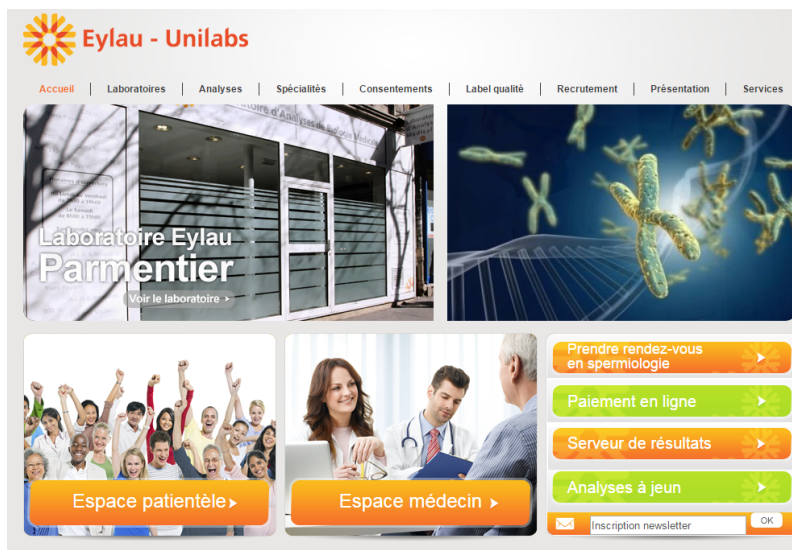 Eylau - Unilabs
Accueil
Laboratoires
Analyses
Spécialités
Consentements
Label qualité
Recrutement
Présentation
Services
Laboratoire Eylau
Parmentier
Voir le laboratoire
Espace patientèle
Espace médecin
Prendre rendez-vous
en spermiologie
Paiement en ligne
Serveur de résultats
Analyses à jeun
Inscription newsletter
OK